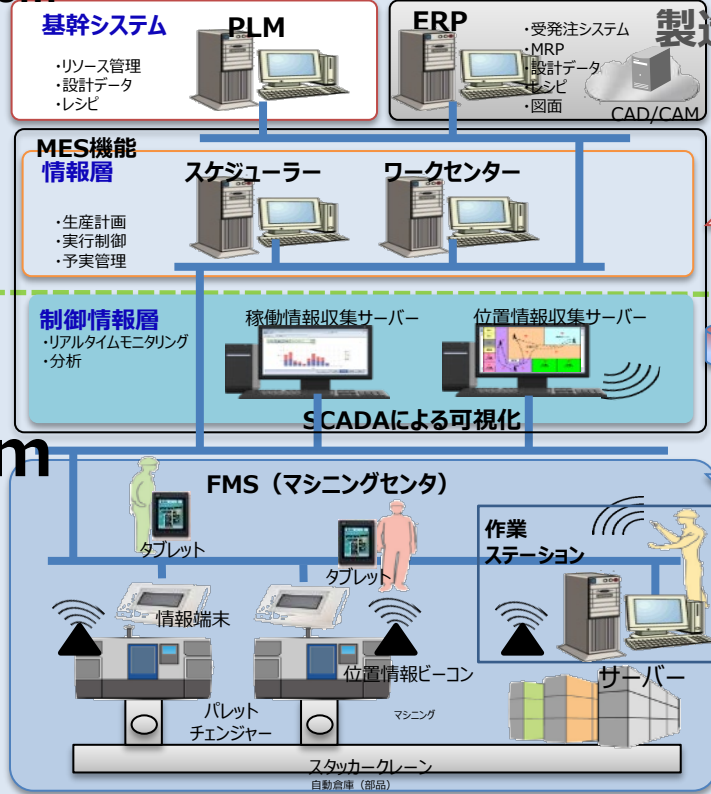 基幹システム
PLM
・リソース管理
・設計データ
・レシピ
ERP
・受発注システム
・MRP
・設計データ
・レシピ
・図面
CAD/CAM
MES機能
情報層
スケジューラー
ワークセンター
・生産計画
・実行制御
・予実管理
制御情報層
・リアルタイムモニタリング
・分析
稼働情報収集サーバー
位置情報収集サーバー
SCADAによる可視化
FMS（マシニングセンタ）
タブレット
タブレット
作業
ステーション
情報端末
位置情報ビーコン
サーバー
パレット
チェンジャー
マシニング
スタッカークレーン
自動倉庫（部品）